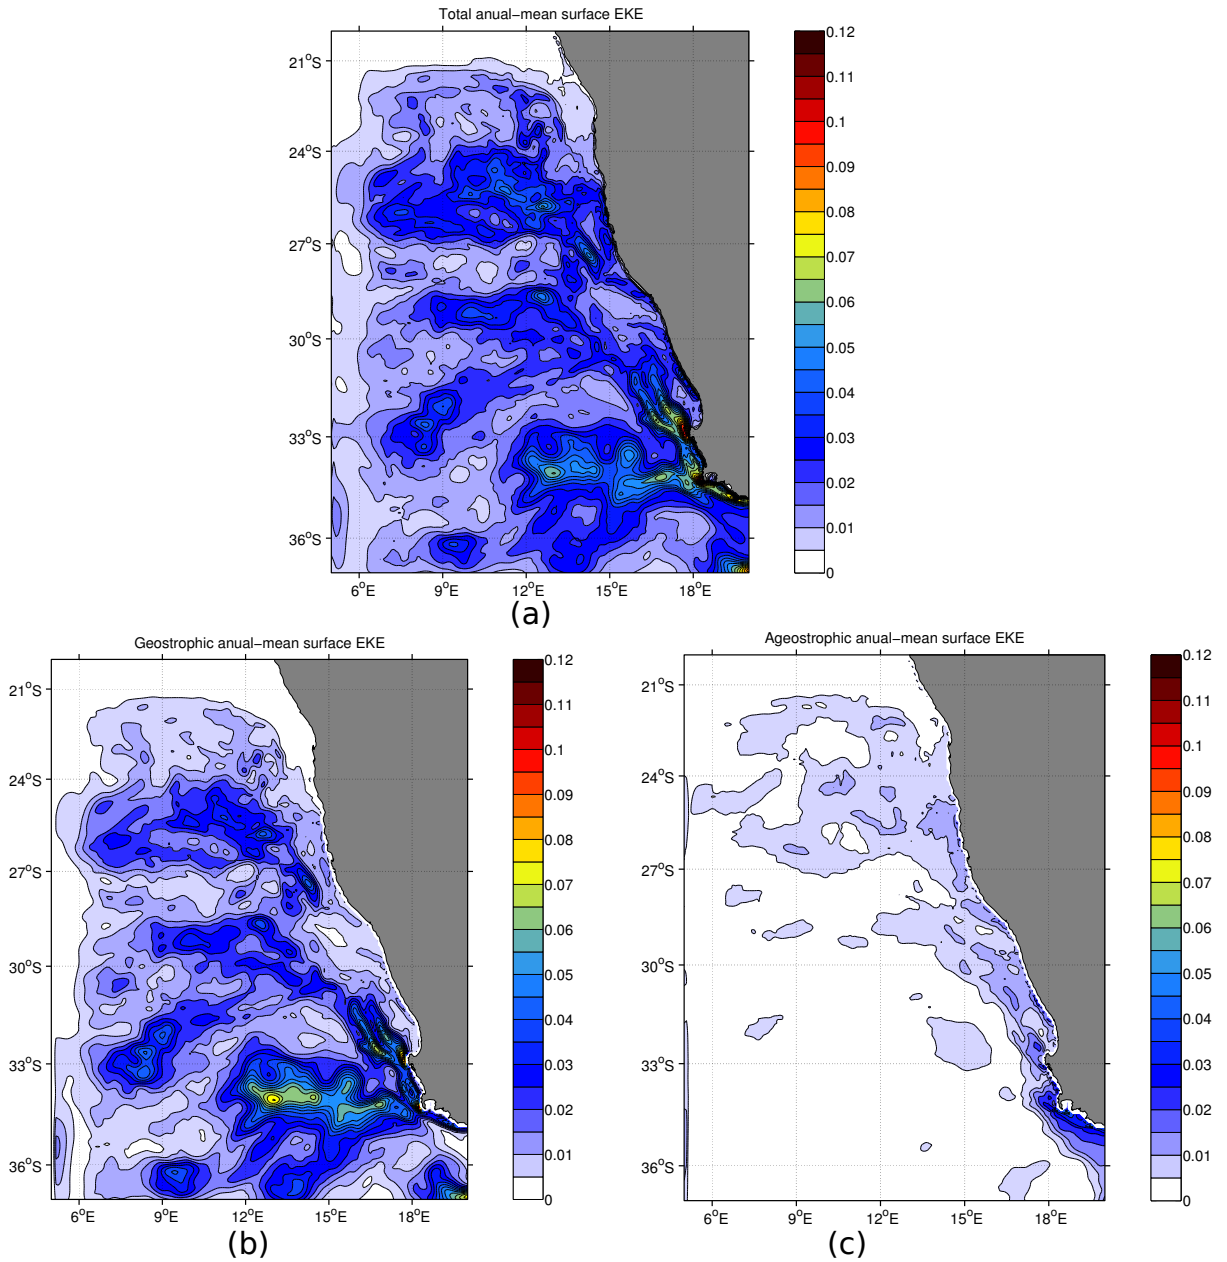 Total anual−mean surface EKE
21°S
24°S
27°S
30°S
33°S
36°S
6°E 9°E 12°E 15°E 18°E
0.12
0.11
0.1
0.09
0.08
0.07
0.06
0.05
0.04
0.03
0.02
0.01
0
(a)
Geostrophic anual−mean surface EKE
21°S
24°S
27°S
30°S
33°S
36°S
6°E 9°E 12°E 15°E 18°E
0.12
0.11
0.1
0.09
0.08
0.07
0.06
0.05
0.04
0.03
0.02
0.01
0
(b)
Ageostrophic anual−mean surface EKE
21°S
24°S
27°S
30°S
33°S
36°S
6°E 9°E 12°E 15°E 18°E
0.12
0.11
0.1
0.09
0.08
0.07
0.06
0.05
0.04
0.03
0.02
0.01
0
(c)